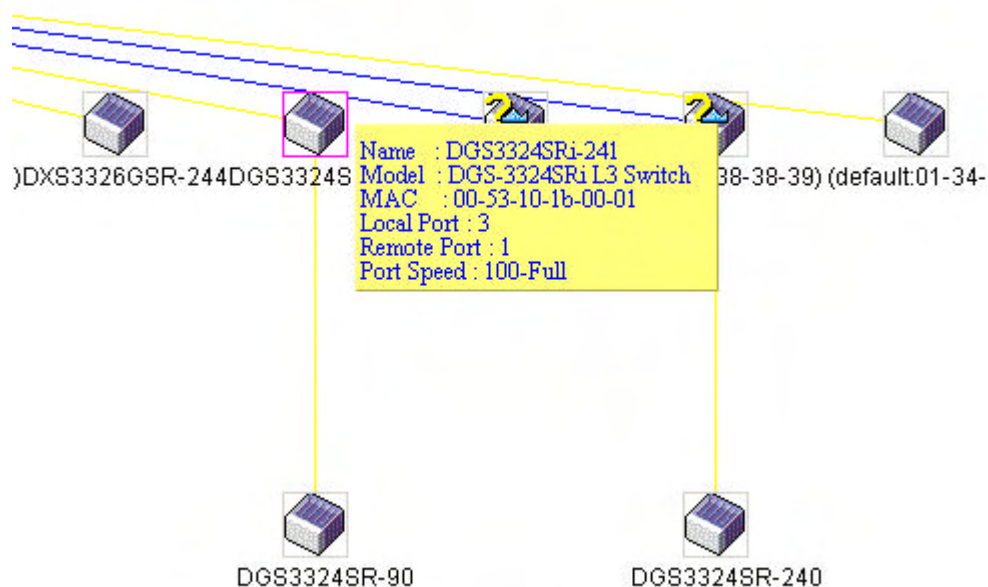 )DXS3326GSR-244DGS3324S
38-38-39) (default:01-34-
Name : DGS3324SRi-241
Model : DGS-3324SRi L3 Switch
MAC : 00-53-10-1b-00-01
Local Port : 3
Remote Port : 1
Port Speed : 100-Full
DGS3324SR-90
DGS3324SR-240